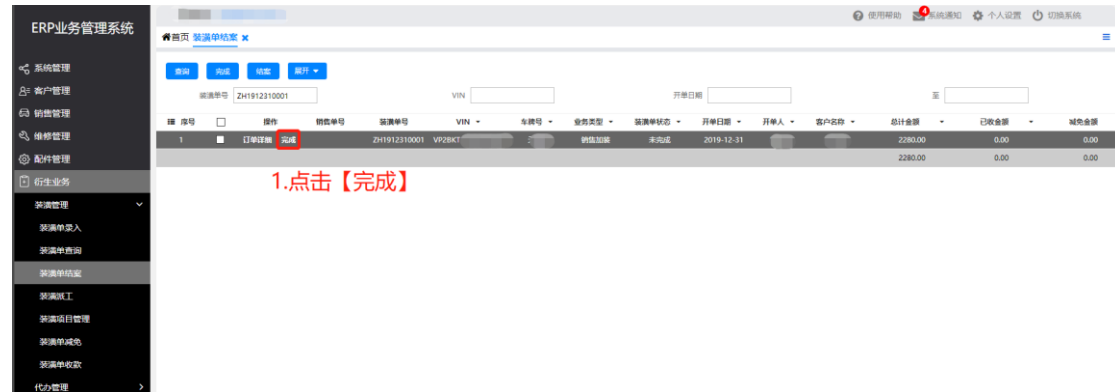 ERP业务管理系统
使用帮助 4 系统通知 个人设置 切换系统
首页 装潢单结案 ×
系统管理
客户管理
销售管理
维修管理
配件管理
衍生业务
装潢管理
装潢单录入
装潢单查询
装潢单结案
装潢派工
装潢项目管理
装潢单减免
装潢单收款
代办管理
查询 完成 结案 展开
装潢单号 ZH1912310001 VIN 开单日期 至
序号 操作 销售单号 装潢单号 VIN 车牌号 业务类型 装潢单状态 开单日期 开单人 客户名称 总计金额 已收金额 减免金额
1 订单详细 完成 ZH1912310001 VP2BKT 销售加装 未完成 2019-12-31 2280.00 0.00 0.00
2280.00 0.00 0.00
1.点击【完成】